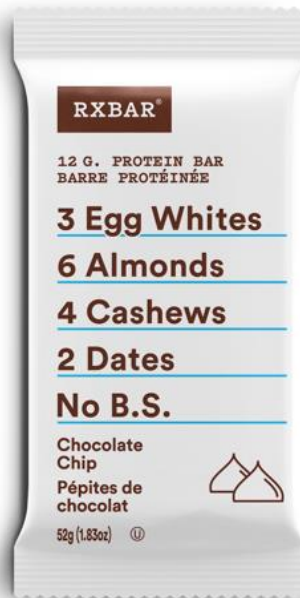 RXBAR®
12 G. PROTEIN BAR
BARRE PROTÉINÉE
3 Egg Whites
6 Almonds
4 Cashews
2 Dates
No B.S.
Chocolate
Chip
Pépites de
chocolat
52g (1.83oz) Ⓤ